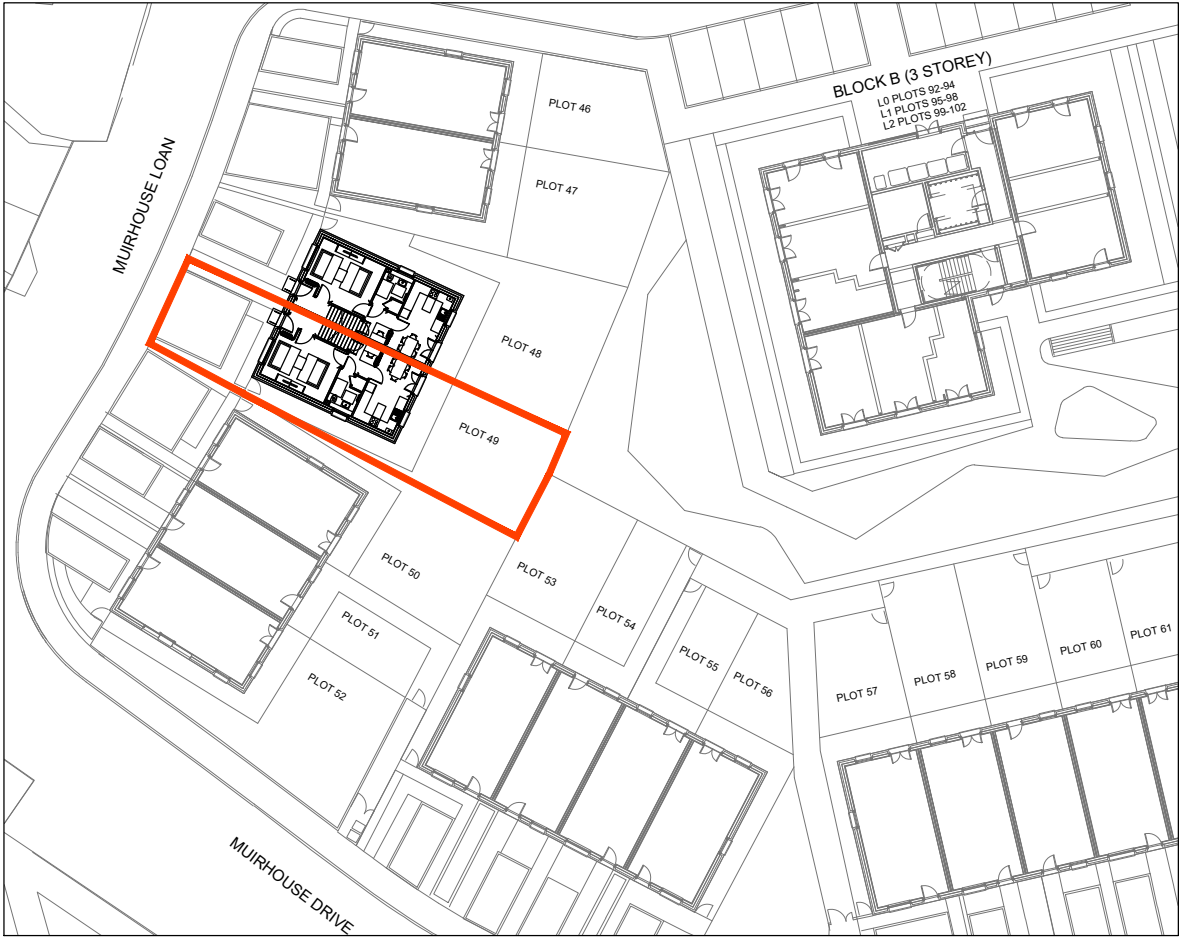 BLOCK B (3 STOREY)
L0 PLOTS 92-94
L1 PLOTS 95-98
L2 PLOTS 99-102
PLOT 46
PLOT 47
MUIRHOUSE LOAN
PLOT 48
PLOT 49
PLOT 50
PLOT 51
PLOT 52
PLOT 53
PLOT 54
PLOT 55
PLOT 56
PLOT 57
PLOT 58
PLOT 59
PLOT 60
PLOT 61
MUIRHOUSE DRIVE